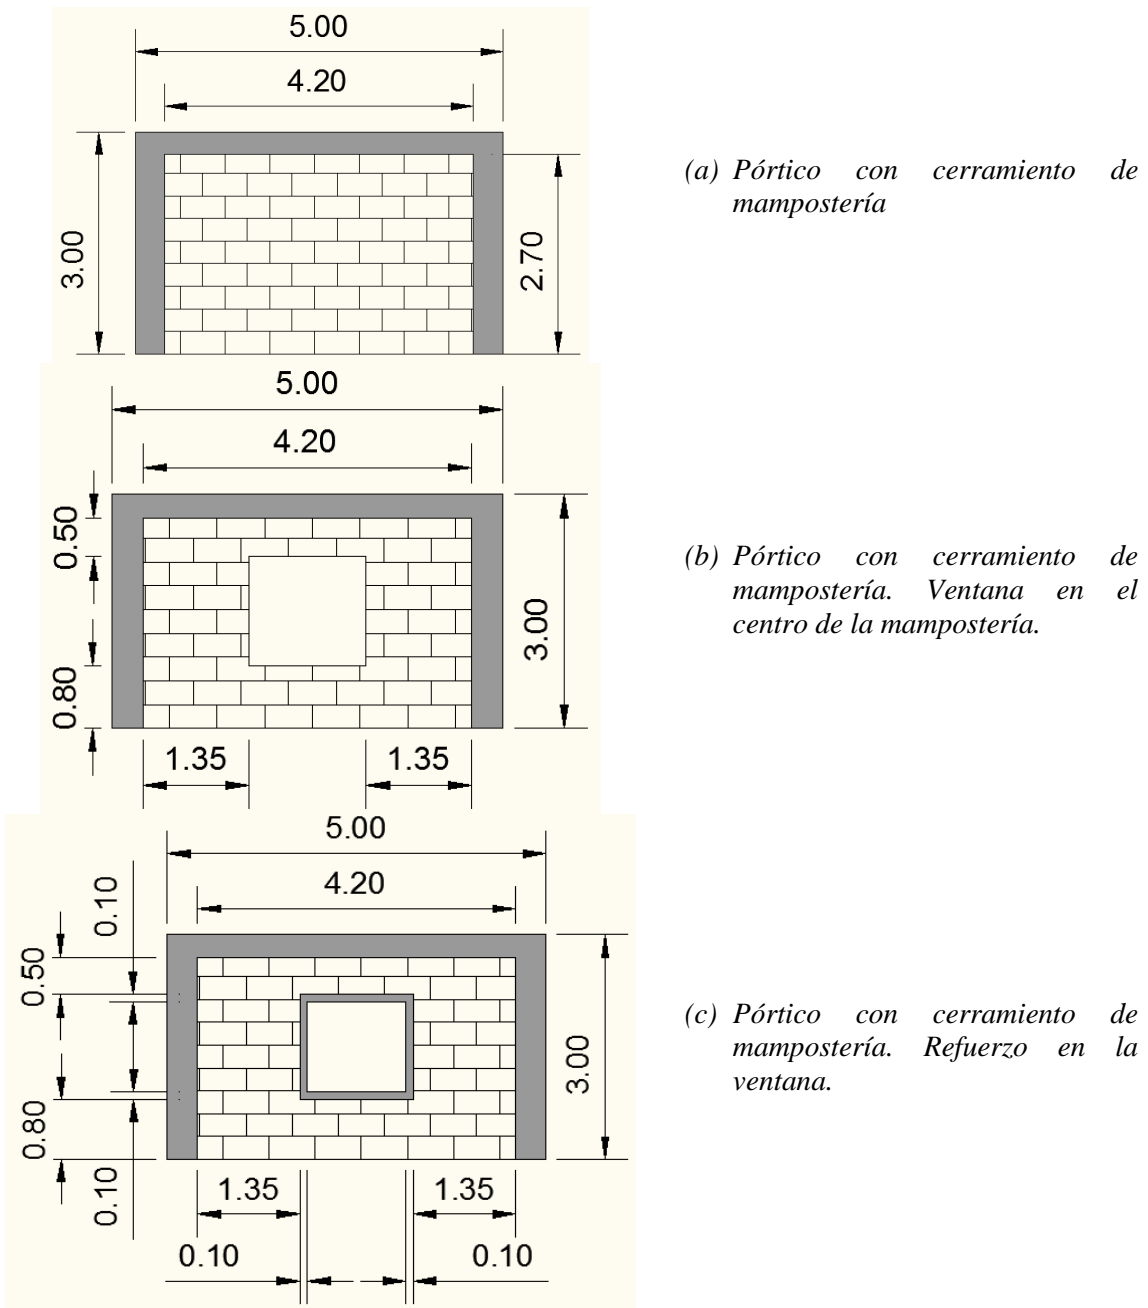 5.00
4.20
3.00
2.70
(a) Pórtico con cerramiento de
mampostería
5.00
4.20
0.50
0.80
3.00
1.35
1.35
(b) Pórtico con cerramiento de
mampostería. Ventana en el
centro de la mampostería.
5.00
4.20
0.10
0.50
0.80
0.10
3.00
1.35
1.35
0.10
0.10
(c) Pórtico con cerramiento de
mampostería. Refuerzo en la
ventana.